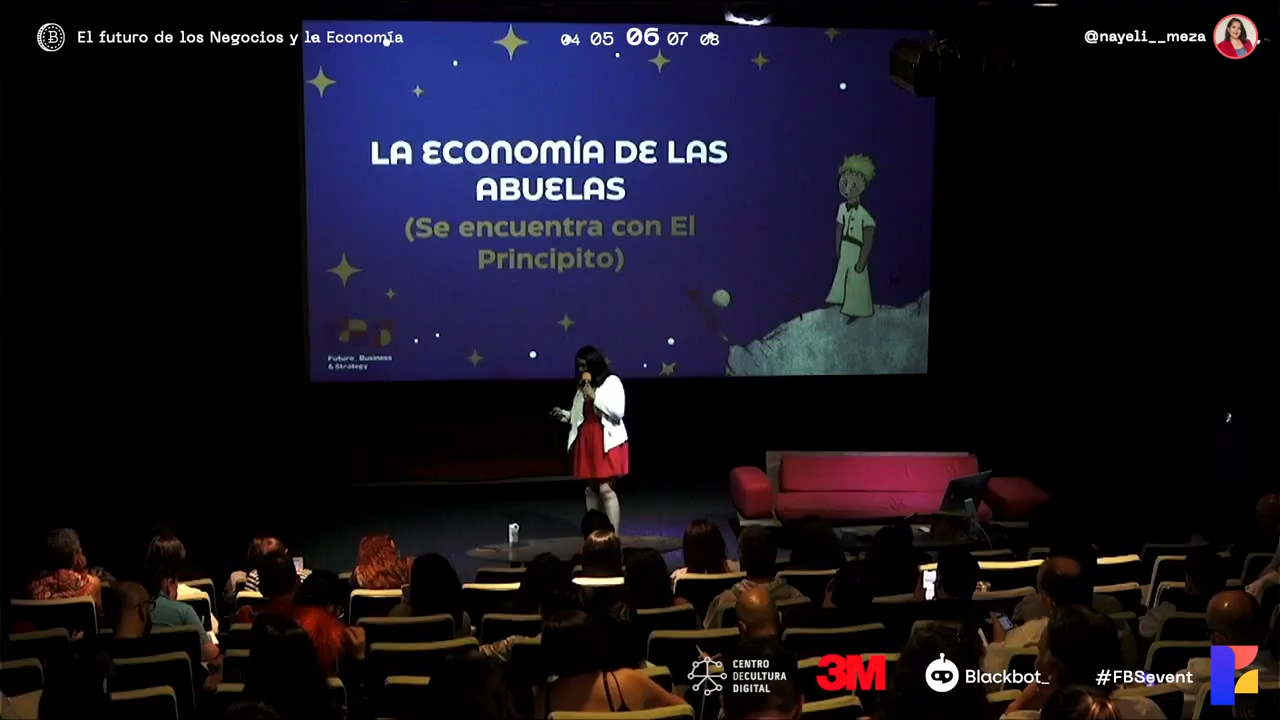 El futuro de los Negocios y la Economía
04 05 06 07 08
@nayeli__meza
LA ECONOMÍA DE LAS
ABUELAS
(Se encuentra con El
Principito)
Futuro, Business
& Strategy
CENTRO
DECULTURA
DIGITAL
3M
Blackbot_
#FBSevent